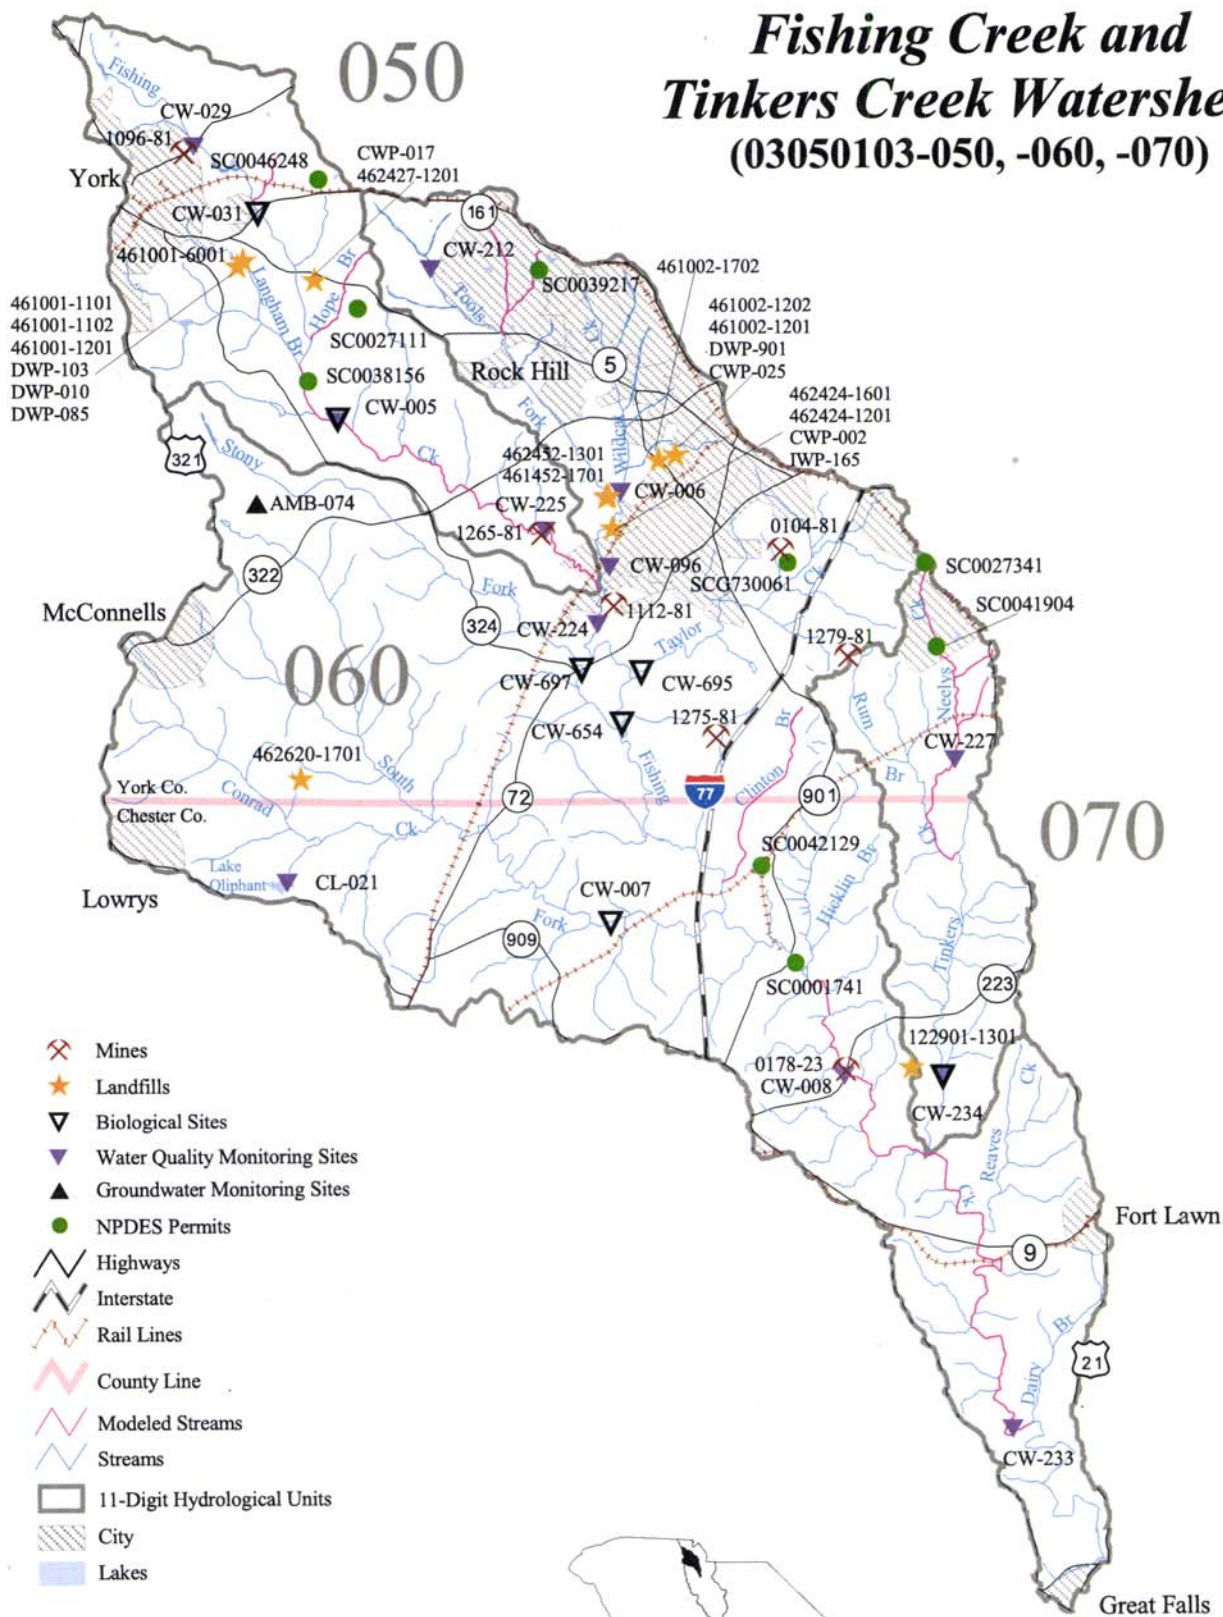 Fishing Creek and
Tinkers Creek Watershe
(03050103-050, -060, -070)
050
Fishing
CW-029
1096-81
SC0046248
CWP-017
462427-1201
York
CW-031
161
CW-212
461001-6001
Langham Br
Hope Br
Tools
SC0039217
461002-1702
461001-1101
461001-1102
461001-1201
DWP-103
DWP-010
DWP-085
461002-1202
461002-1201
DWP-901
CWP-025
SC0027111
Ck
5
Rock Hill
SC0038156
462424-1601
462424-1201
CWP-002
IWP-165
CW-005
Fork
Wildcat
321
Stony
Ck
462452-1301
461452-1701
CW-006
AMB-074
CW-225
1265-81
0104-81
CW-096
SCG730061
Ck
SC0027341
322
Fork
McConnells
1112-81
Ck
SC0041904
324
CW-224
Taylor
1279-81
060
CW-697
CW-695
Rum
Neelys
CW-654
1275-81
Br
CW-227
462620-1701
South
Fishing
Clinton
Br
York Co.
Conrad
72
77
901
Chester Co.
Ck
Ck
070
SC0042129
Lake
Oliphant
CL-021
CW-007
Hicklin Br
Lowrys
Fork
909
Tinkers
SC0001741
223
122901-1301
0178-23
CW-008
Ck
CW-234
Reaves
Ck
Fort Lawn
9
Br
21
Dairy
CW-233
Great Falls
Mines
Landfills
Biological Sites
Water Quality Monitoring Sites
Groundwater Monitoring Sites
NPDES Permits
Highways
Interstate
Rail Lines
County Line
Modeled Streams
Streams
11-Digit Hydrological Units
City
Lakes